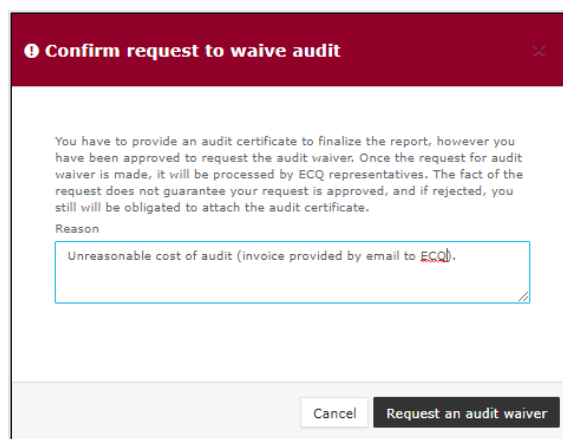 Confirm request to waive audit
You have to provide an audit certificate to finalize the report, however you
have been approved to request the audit waiver. Once the request for audit
waiver is made, it will be processed by ECQ representatives. The fact of the
request does not guarantee your request is approved, and if rejected, you
still will be obligated to attach the audit certificate.
Reason
Unreasonable cost of audit (invoice provided by email to ECQ).
Cancel
Request an audit waiver